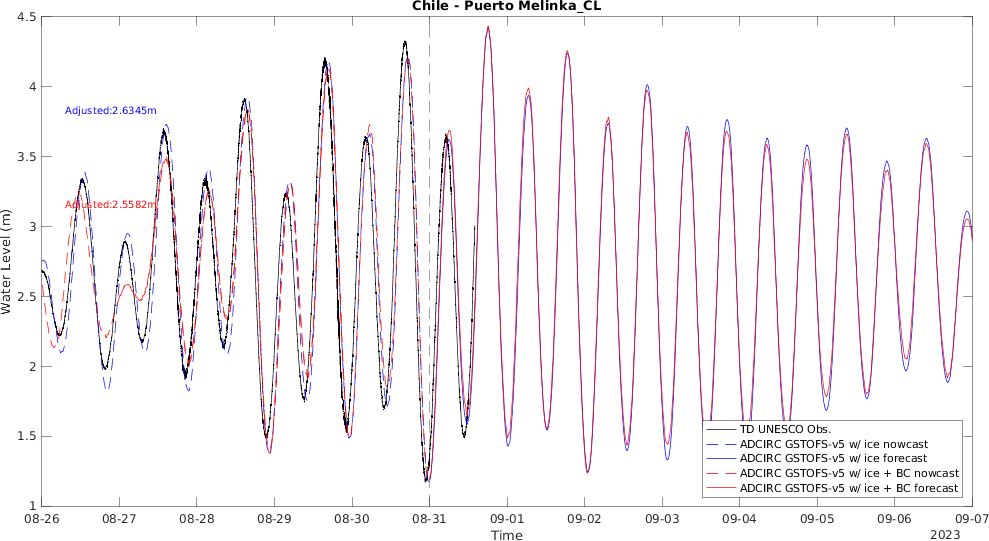 Chile - Puerto Melinka_CL
4.5
4
3.5
3
2.5
2
1.5
1
Water Level (m)
Adjusted:2.6345m
Adjusted:2.5582m
TD UNESCO Obs.
ADCIRC GSTOFS-v5 w/ ice nowcast
ADCIRC GSTOFS-v5 w/ ice forecast
ADCIRC GSTOFS-v5 w/ ice + BC nowcast
ADCIRC GSTOFS-v5 w/ ice + BC forecast
08-26 08-27 08-28 08-29 08-30 08-31 09-01 09-02 09-03 09-04 09-05 09-06 09-07
Time
2023